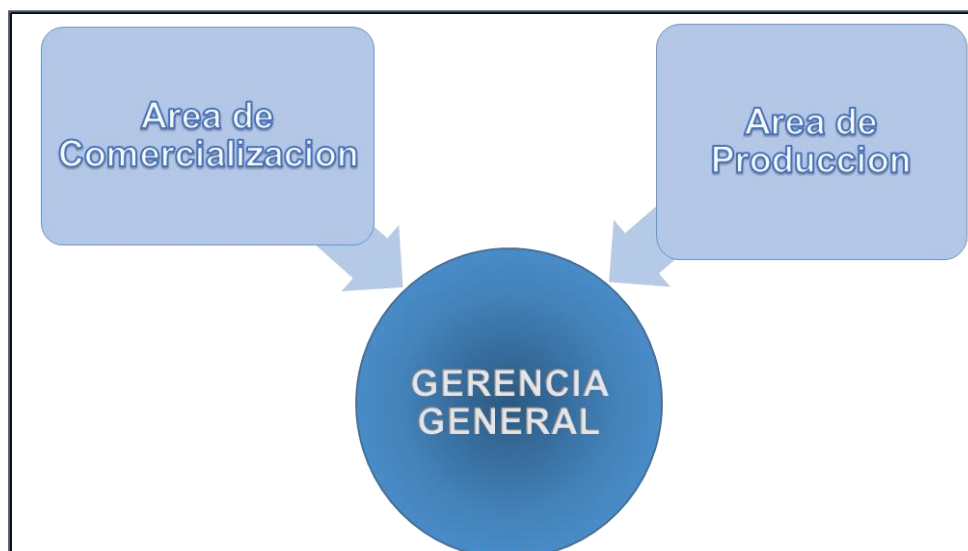 Area de
Comercializacion
Area de
Produccion
GERENCIA
GENERAL